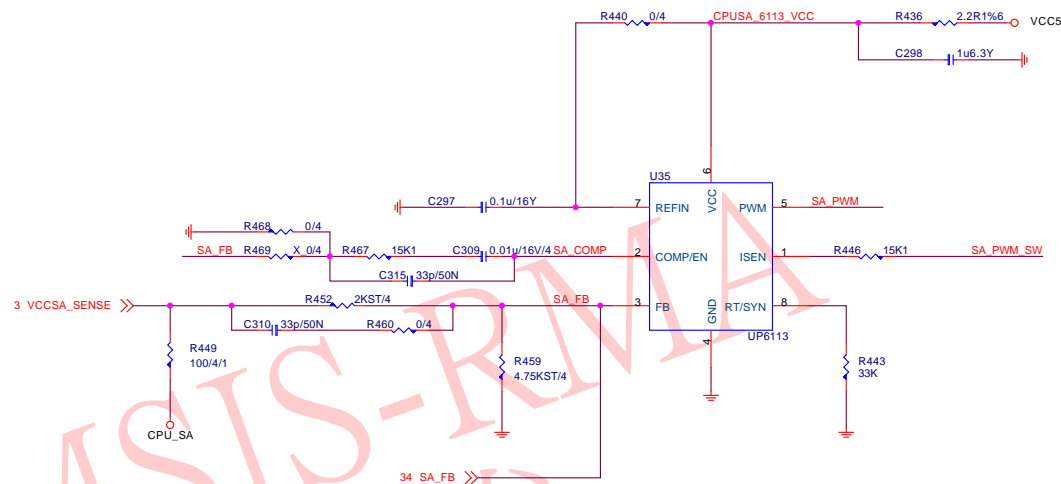 R440 0/4 CPUSA_6113_VCC R436 2.2R1%6 VCC5
C298 1u6.3Y
U35
6
VCC
C297 0.1u/16Y 7 REFIN PWM 5 SA_PWM
R468 0/4
SA_FB R469 X_0/4 R467 15K1 C309 0.01u/16V/4 SA_COMP 2 COMP/EN ISEN 1 R446 15K1 SA_PWM_SW
C315 33p/50N
3 VCCSA_SENSE R452 2KST/4 SA_FB 3 FB RT/SYN 8
GND
C310 33p/50N R460 0/4
4
UP6113
R449
100/4/1
R459
4.75KST/4
R443
33K
CPU_SA
34 SA_FB
MSIS-RMA